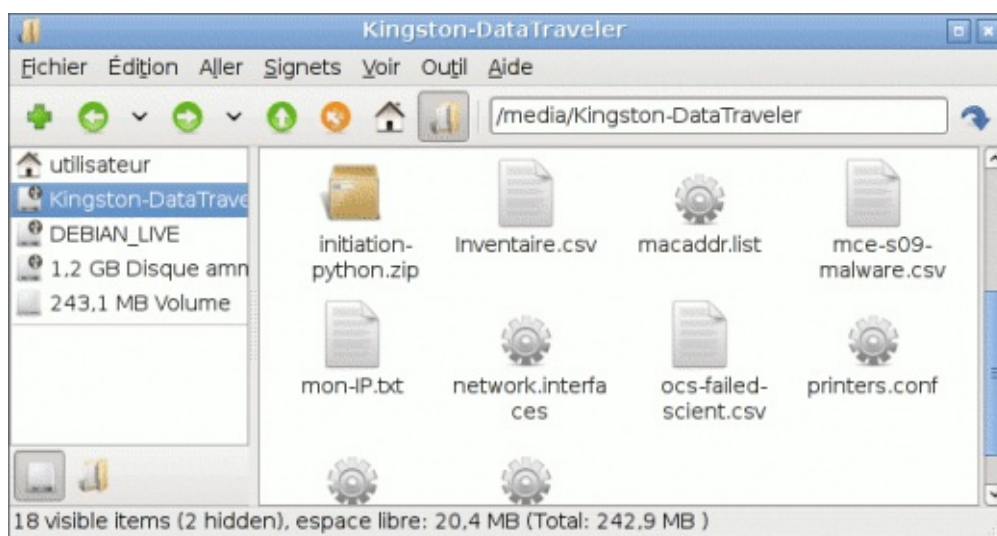 Kingston-DataTraveler
Fichier Édition Aller Signets Voir Outil Aide
/media/Kingston-DataTraveler
utilisateur
Kingston-DataTrave
DEBIAN_LIVE
1,2 GB Disque amn
243,1 MB Volume
initiation-
python.zip
Inventaire.csv
macaddr.list
mce-s09-
malware.csv
mon-IP.txt
network.interfa
ces
ocs-failed-
scient.csv
printers.conf
18 visible items (2 hidden), espace libre: 20,4 MB (Total: 242,9 MB )